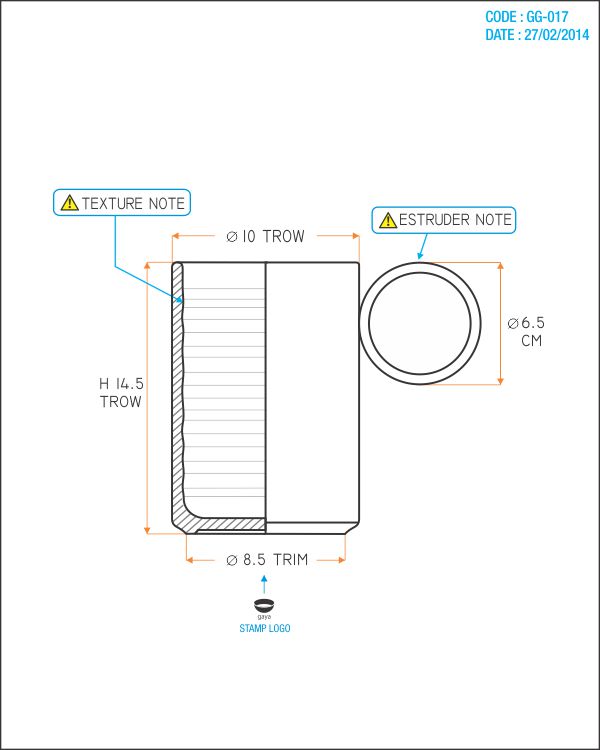 CODE : GG-017
DATE : 27/02/2014
TEXTURE NOTE
ESTRUDER NOTE
⌀ 10 TROW
⌀ 6.5
CM
H 14.5
TROW
⌀ 8.5 TRIM
gaya
STAMP LOGO